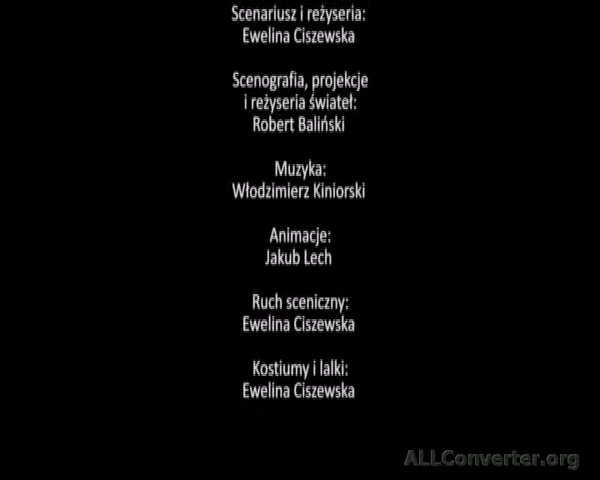 Scenariusz i reżyseria:
Ewelina Ciszewska
Scenografia, projekcje
i reżyseria świateł:
Robert Baliński
Muzyka:
Włodzimierz Kiniorski
Animacje:
Jakub Lech
Ruch sceniczny:
Ewelina Ciszewska
Kostiumy i lalki:
Ewelina Ciszewska
ALLConverter.org